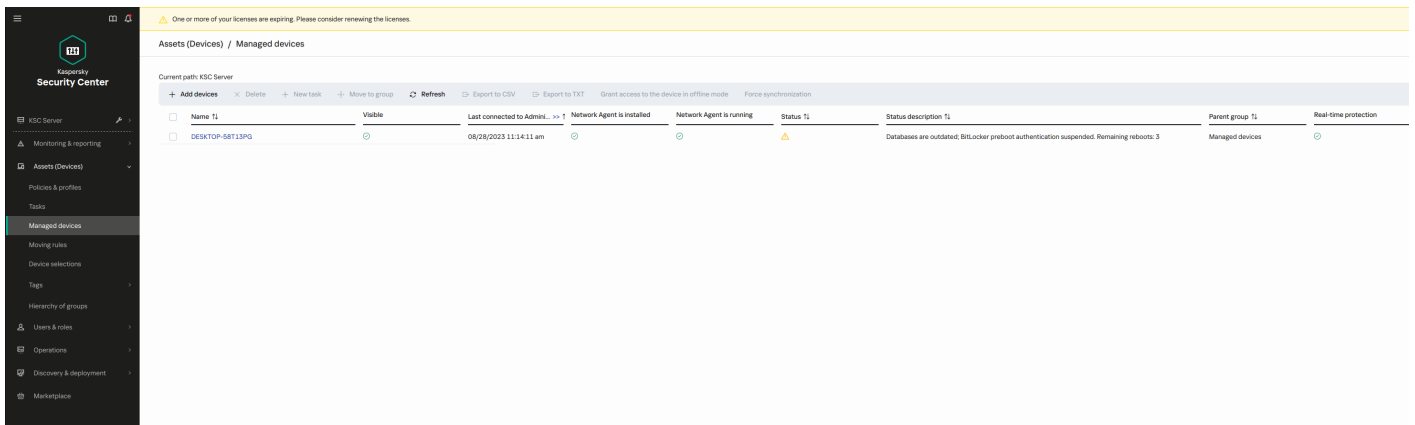 One or more of your licenses are expiring. Please consider renewing the licenses.
Kaspersky
Security Center
KSC Server
Monitoring & reporting
Assets (Devices)
Policies & profiles
Tasks
Managed devices
Moving rules
Device selections
Tags
Hierarchy of groups
Users & roles
Operations
Discovery & deployment
Marketplace
Assets (Devices) / Managed devices
Current path: KSC Server
+ Add devices × Delete + New task Move to group Refresh Export to CSV Export to TXT Grant access to the device in offline mode Force synchronization
Name Visible Last connected to Admini... >> Network Agent is installed Network Agent is running Status Status description Parent group Real-time protection
DESKTOP-58T13PG 08/28/2023 11:14:11 am Databases are outdated; BitLocker preboot authentication suspended. Remaining reboots: 3 Managed devices